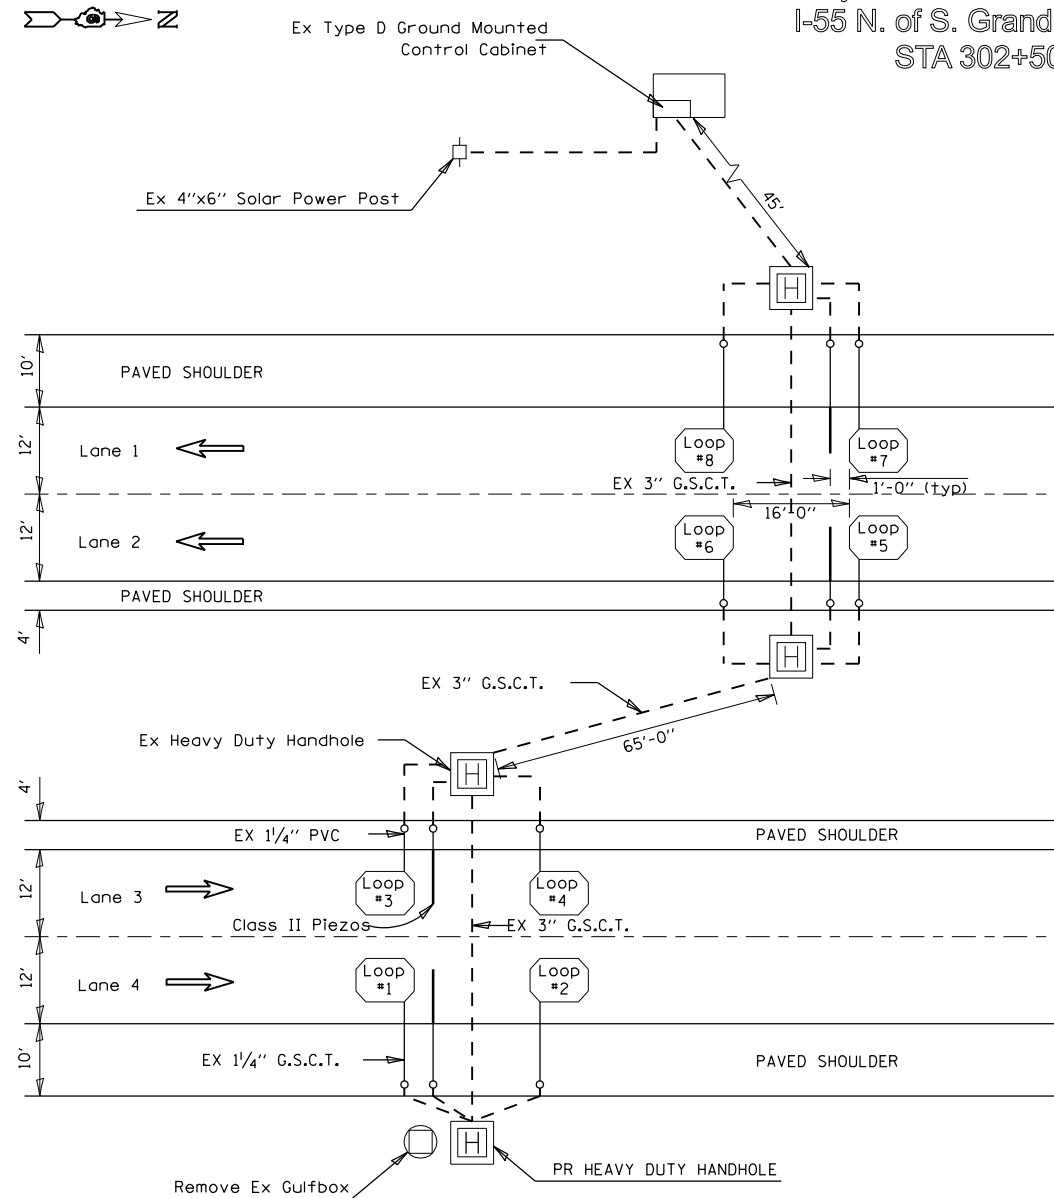 N
I-55 N. of S. Grand
STA 302+50
Ex Type D Ground Mounted
Control Cabinet
Ex 4"x6" Solar Power Post
45'
H
10'
PAVED SHOULDER
12'
Lane 1
Loop
#8
Loop
#7
EX 3" G.S.C.T.
1'-0" (typ)
16'-0"
12'
Lane 2
Loop
#6
Loop
#5
PAVED SHOULDER
4'
H
EX 3" G.S.C.T.
65'-0"
Ex Heavy Duty Handhole
H
4'
EX 1 1/4" PVC
PAVED SHOULDER
12'
Lane 3
Loop
#3
Loop
#4
Class II Piezos
EX 3" G.S.C.T.
12'
Lane 4
Loop
#1
Loop
#2
10'
EX 1 1/4" G.S.C.T.
PAVED SHOULDER
H
PR HEAVY DUTY HANDHOLE
Remove Ex Gulfbox